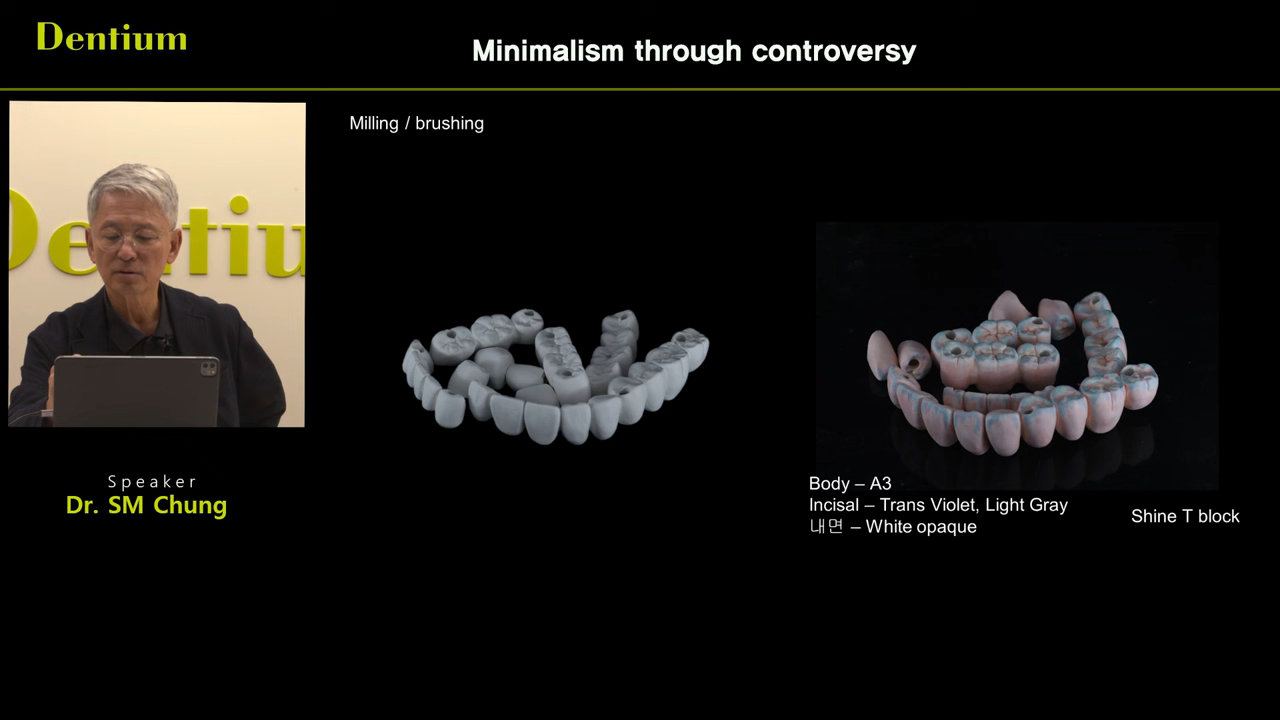 Dentium
Minimalism through controversy
Milling / brushing
Dentiu
Speaker
Dr. SM Chung
Body – A3
Incisal – Trans Violet, Light Gray
내면 – White opaque
Shine T block